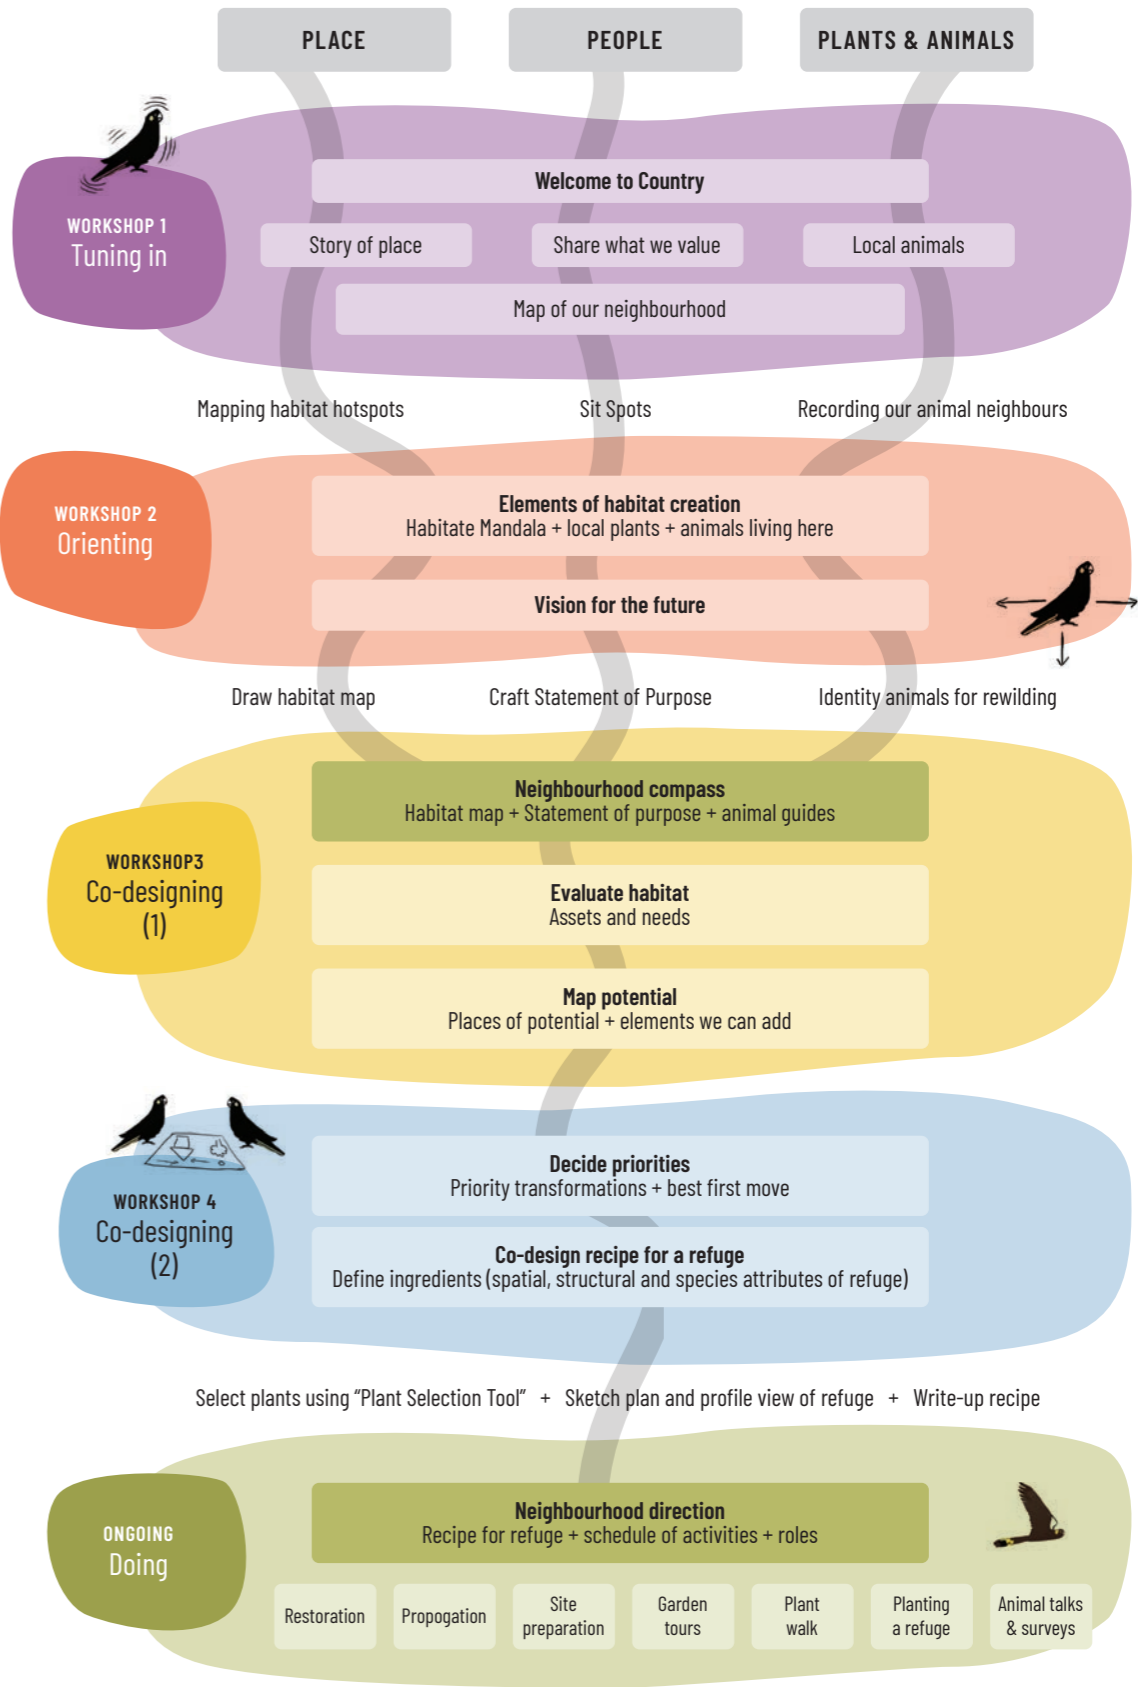 PLACE
PEOPLE
PLANTS & ANIMALS
WORKSHOP 1
Tuning in
Welcome to Country
Story of place
Share what we value
Local animals
Map of our neighbourhood
Mapping habitat hotspots
Sit Spots
Recording our animal neighbours
WORKSHOP 2
Orienting
Elements of habitat creation
Habitate Mandala + local plants + animals living here
Vision for the future
Draw habitat map
Craft Statement of Purpose
Identity animals for rewilding
WORKSHOP3
Co-designing
(1)
Neighbourhood compass
Habitat map + Statement of purpose + animal guides
Evaluate habitat
Assets and needs
Map potential
Places of potential + elements we can add
WORKSHOP 4
Co-designing
(2)
Decide priorities
Priority transformations + best first move
Co-design recipe for a refuge
Define ingredients (spatial, structural and species attributes of refuge)
Select plants using “Plant Selection Tool” + Sketch plan and profile view of refuge + Write-up recipe
ONGOING
Doing
Neighbourhood direction
Recipe for refuge + schedule of activities + roles
Restoration
Propogation
Site
preparation
Garden
tours
Plant
walk
Planting
a refuge
Animal talks
& surveys